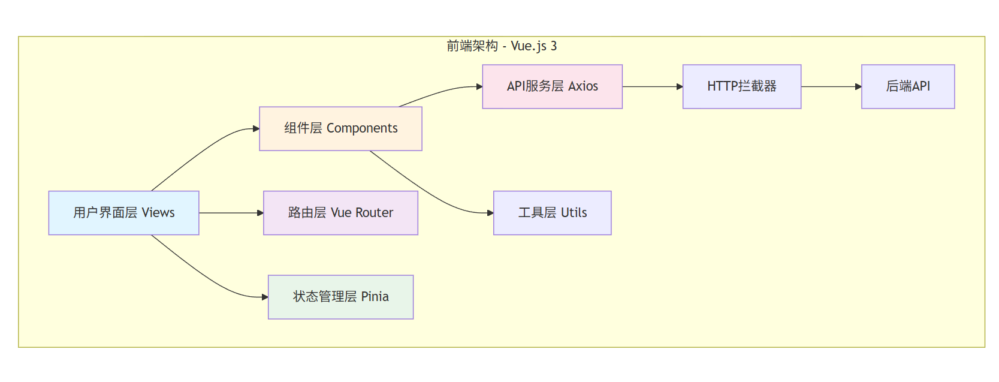 前端架构 - Vue.js 3
API服务层 Axios
HTTP拦截器
后端API
组件层 Components
用户界面层 Views
路由层 Vue Router
工具层 Utils
状态管理层 Pinia